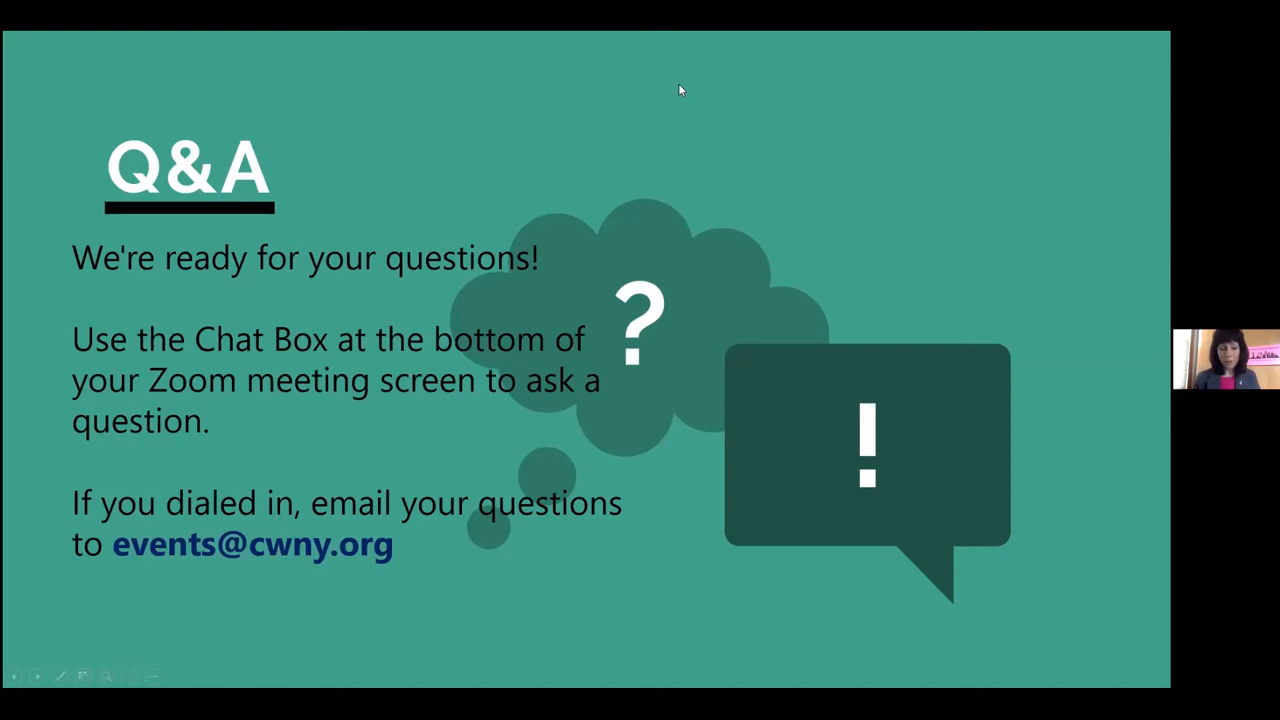 Q&A
We're ready for your questions!
Use the Chat Box at the bottom of
your Zoom meeting screen to ask a
question.
If you dialed in, email your questions
to events@cwny.org
?
!